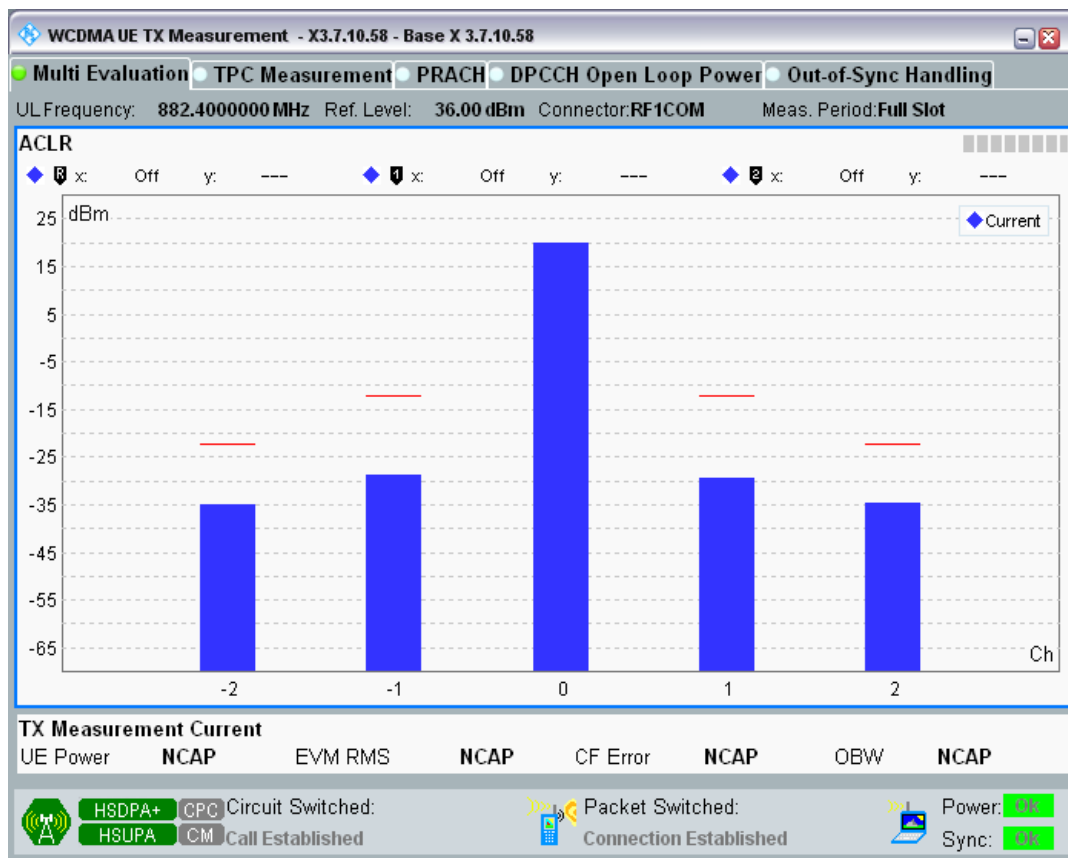 WCDMA UE TX Measurement - X3.7.10.58 - Base X 3.7.10.58
Multi Evaluation TPC Measurement PRACH DPCCH Open Loop Power Out-of-Sync Handling
UL Frequency: 882.4000000 MHz Ref. Level: 36.00 dBm Connector:RF1COM Meas. Period:Full Slot
ACLR
R x: Off y: --- 1 x: Off y: --- 2 x: Off y: ---
dBm
Current
25
15
5
-5
-15
-25
-35
-45
-55
-65
Ch
-2 -1 0 1 2
TX Measurement Current
UE Power NCAP EVM RMS NCAP CF Error NCAP OBW NCAP
HSDPA+ CPC Circuit Switched: Packet Switched: Power: OK
HSUPA CM Call Established Connection Established Sync: OK